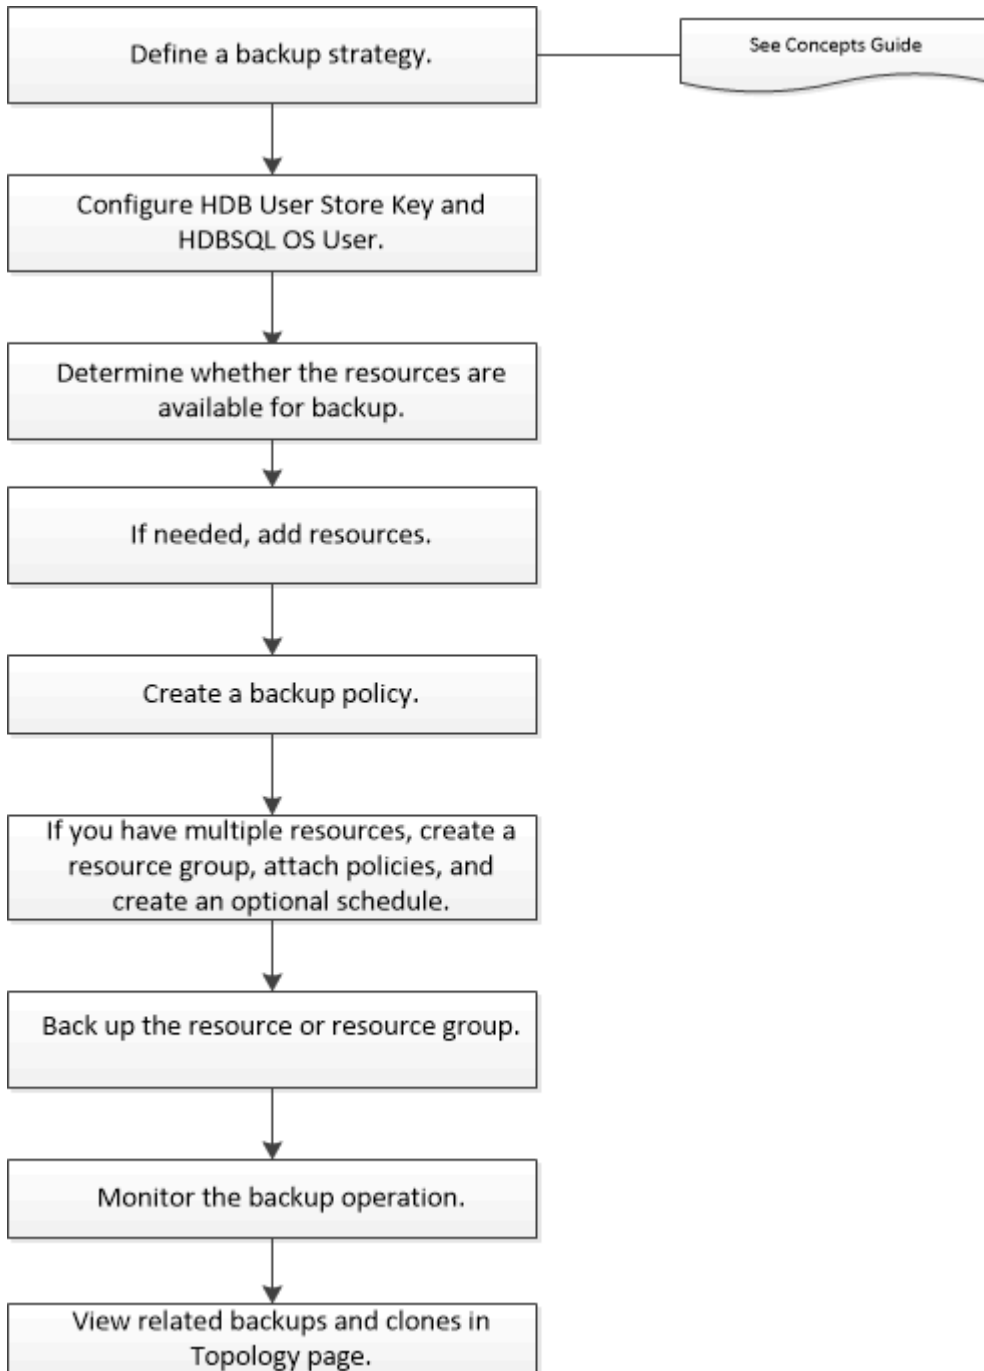 Define a backup strategy.
See Concepts Guide
Configure HDB User Store Key and
HDBSQL OS User.
Determine whether the resources are
available for backup.
If needed, add resources.
Create a backup policy.
If you have multiple resources, create a
resource group, attach policies, and
create an optional schedule.
Back up the resource or resource group.
Monitor the backup operation.
View related backups and clones in
Topology page.